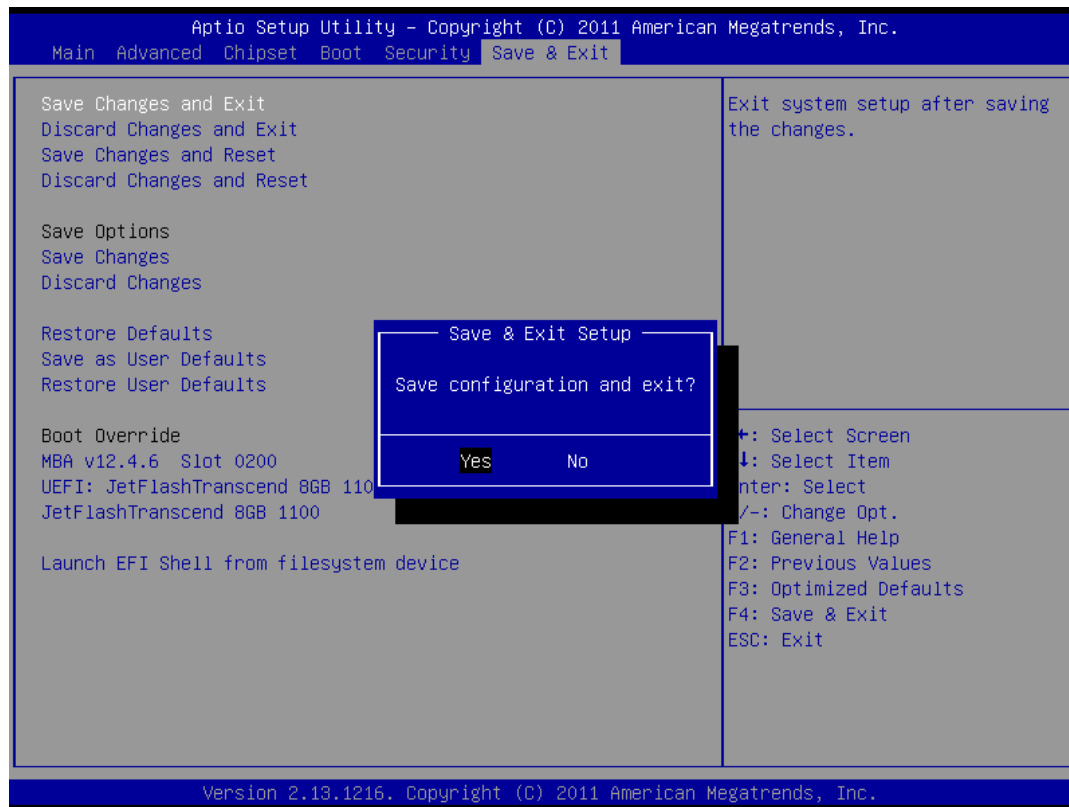 Aptio Setup Utility – Copyright (C) 2011 American Megatrends, Inc.
Main Advanced Chipset Boot Security Save & Exit
Save Changes and Exit
Discard Changes and Exit
Save Changes and Reset
Discard Changes and Reset
Save Options
Save Changes
Discard Changes
Restore Defaults
Save as User Defaults
Restore User Defaults
Boot Override
MBA v12.4.6 Slot 0200
UEFI: JetFlashTranscend 8GB 110
JetFlashTranscend 8GB 1100
Launch EFI Shell from filesystem device
Save & Exit Setup
Save configuration and exit?
Yes No
Exit system setup after saving
the changes.
: Select Screen
↓: Select Item
nter: Select
/-: Change Opt.
F1: General Help
F2: Previous Values
F3: Optimized Defaults
F4: Save & Exit
ESC: Exit
Version 2.13.1216. Copyright (C) 2011 American Megatrends, Inc.